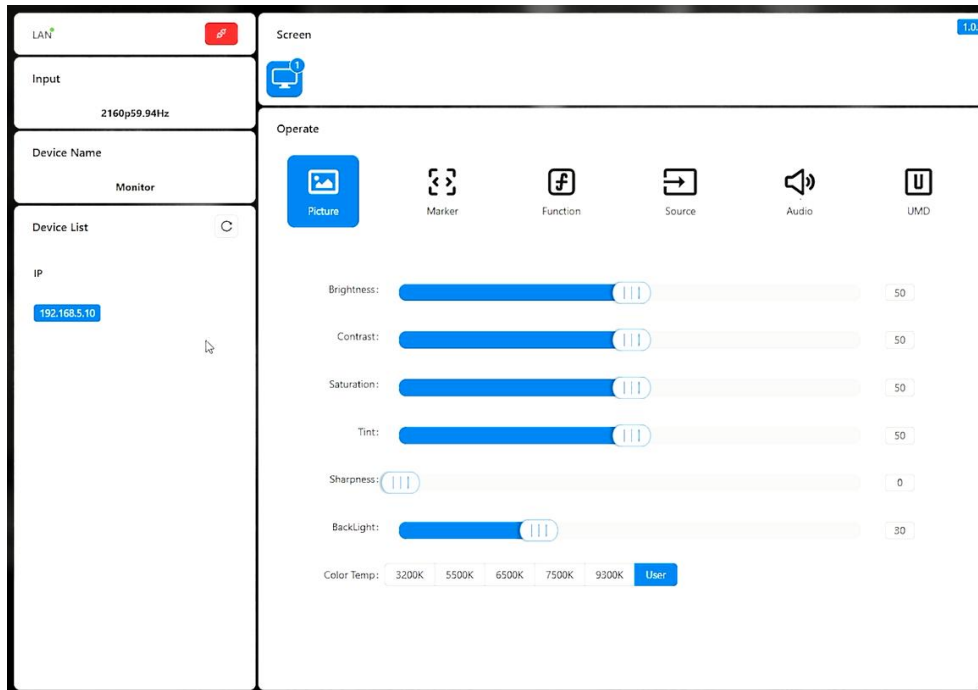 LAN
Input
2160p59.94Hz
Device Name
Monitor
Device List
IP
192.168.5.10
Screen
1
1.0.
Operate
Picture
Marker
Function
Source
Audio
U
UMD
Brightness: 50
Contrast: 50
Saturation: 50
Tint: 50
Sharpness: 0
BackLight: 30
Color Temp: 3200K 5500K 6500K 7500K 9300K User